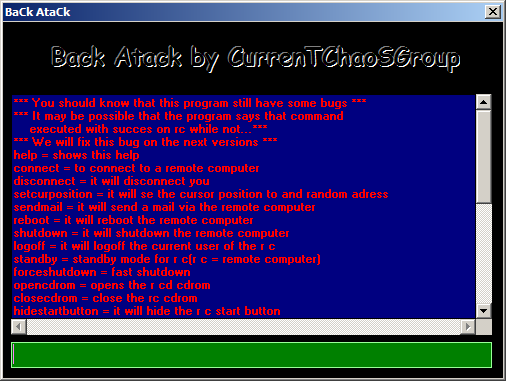 BaCk AtaCk
Back Atack by CurrenTChaoSGroup
*** You should know that this program still have some bugs ***
*** It may be possible that the program says that command
executed with succes on rc while not...***
*** We will fix this bug on the next versions ***
help = shows this help
connect = to connect to a remote computer
disconnect = it will disconnect you
setcurposition = it will se the cursor position to and random adress
sendmail = it will send a mail via the remote computer
reboot = it will reboot the remote computer
shutdown = it will shutdown the remote computer
logoff = it will logoff the current user of the r c
standby = standby mode for r c[r c = remote computer]
forceshutdown = fast shutdown
opencdrom = opens the r cd cdrom
closecdrom = close the rc cdrom
hidestartbutton = it will hide the r c start button